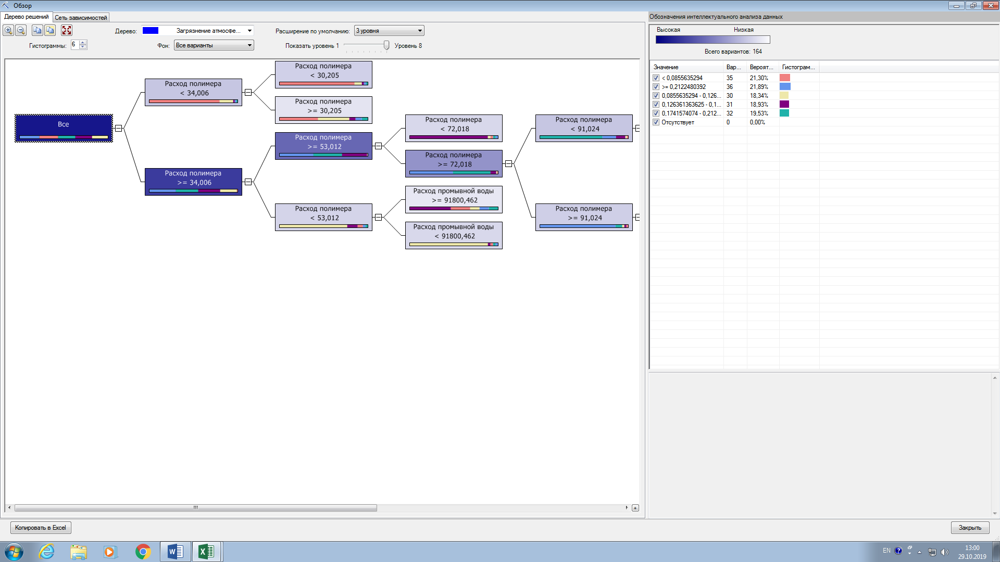 Обзор
Дерево решений
Сеть зависимостей
Дерево:
Загрязнение атмосфе...
Расширение по умолчанию:
3 уровня
Гистограммы:
6
Фон:
Все варианты
Показать уровень 1
Уровень 8
Все
Расход полимера
< 34,006
Расход полимера
>= 34,006
Расход полимера
< 30,205
Расход полимера
>= 30,205
Расход полимера
>= 53,012
Расход полимера
< 53,012
Расход полимера
< 72,018
Расход полимера
>= 72,018
Расход промывной воды
>= 91800,462
Расход промывной воды
< 91800,462
Расход полимера
< 91,024
Расход полимера
>= 91,024
Копировать в Excel
Обозначения интеллектуального анализа данных
Высокая Низкая
Всего вариантов: 164
Значение Вар... Вероят... Гистограм...
< 0,0855635294 35 21,30%
>= 0,2122480392 36 21,89%
0,0855635294 - 0,126... 30 18,34%
0,126361363625 - 0,1... 31 18,93%
0,1741574074 - 0,212... 32 19,53%
Отсутствует 0 0,00%
Закрыть
EN
13:00
29.10.2019